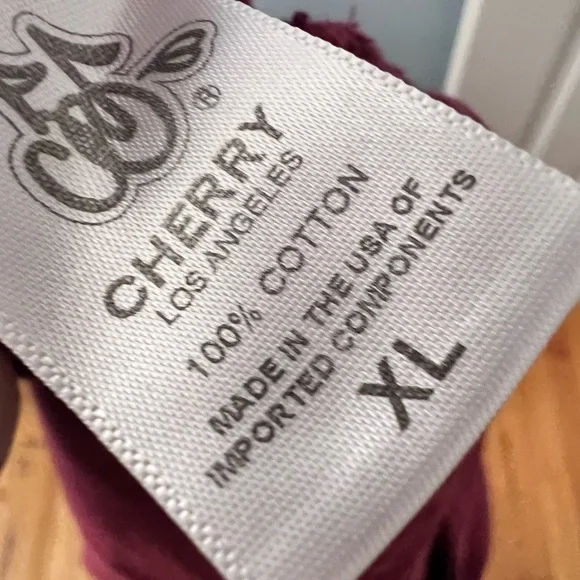 ®
CHERRY
LOS ANGELES
100% COTTON
MADE IN THE USA OF
IMPORTED COMPONENTS
XL